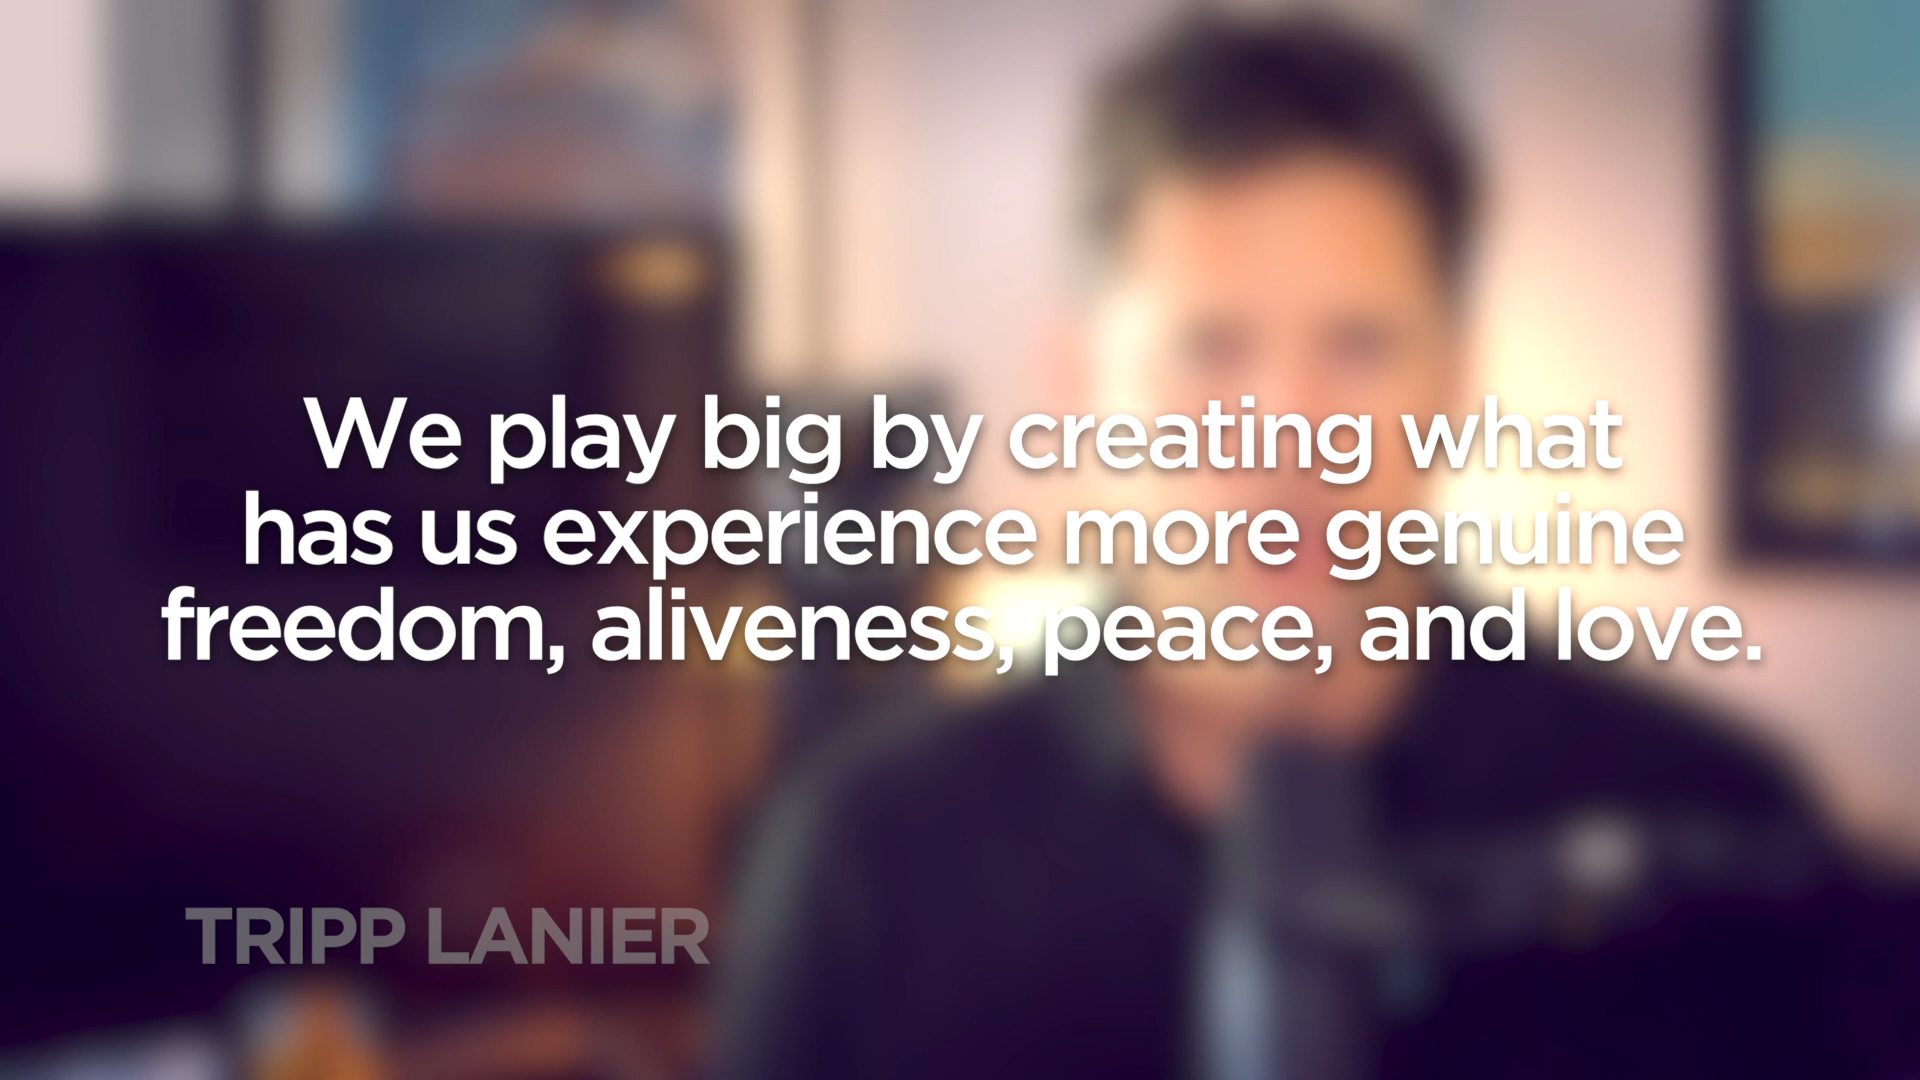 We play big by creating what
has us experience more genuine
freedom, aliveness, peace, and love.
TRIPP LANIER